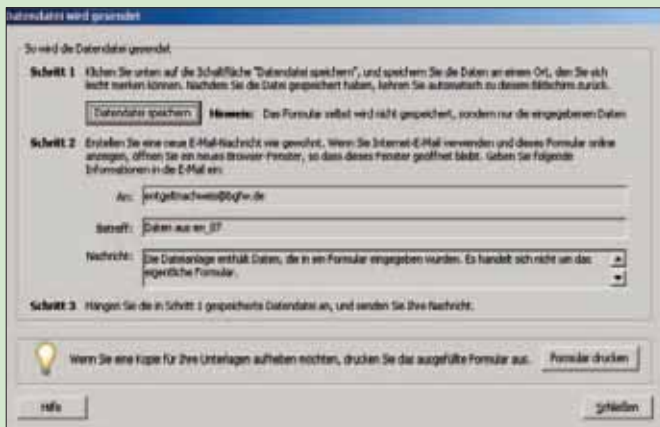 Datendatei wird gesendet
So wird die Datendatei gesendet
Schritt 1 Klicken Sie unten auf die Schaltfläche "Datendatei speichern", und speichern Sie die Daten an einem Ort, den Sie sich
leicht merken können. Nachdem Sie die Datei gespeichert haben, kehren Sie automatisch zu diesem Bildschirm zurück.
Datendatei speichern Hinweis: Das Formular selbst wird nicht gespeichert, sondern nur die eingegebenen Daten
Schritt 2 Erstellen Sie eine neue E-Mail-Nachricht wie gewohnt. Wenn Sie Internet-E-Mail verwenden und dieses Formular online
anzeigen, öffnen Sie ein neues Browser-Fenster, so dass dieses Fenster geöffnet bleibt. Geben Sie folgende
Informationen in die E-Mail ein:
An: entgeltnachweis@bgfw.de
Betreff: Daten aus en_07
Nachricht: Die Dateianlage enthält Daten, die in ein Formular eingegeben wurden. Es handelt sich nicht um das
eigentliche Formular.
Schritt 3 Hängen Sie die in Schritt 1 gespeicherte Datendatei an, und senden Sie Ihre Nachricht.
Wenn Sie eine Kopie für Ihre Unterlagen aufheben möchten, drucken Sie das ausgefüllte Formular aus. Formular drucken
Hilfe Schließen